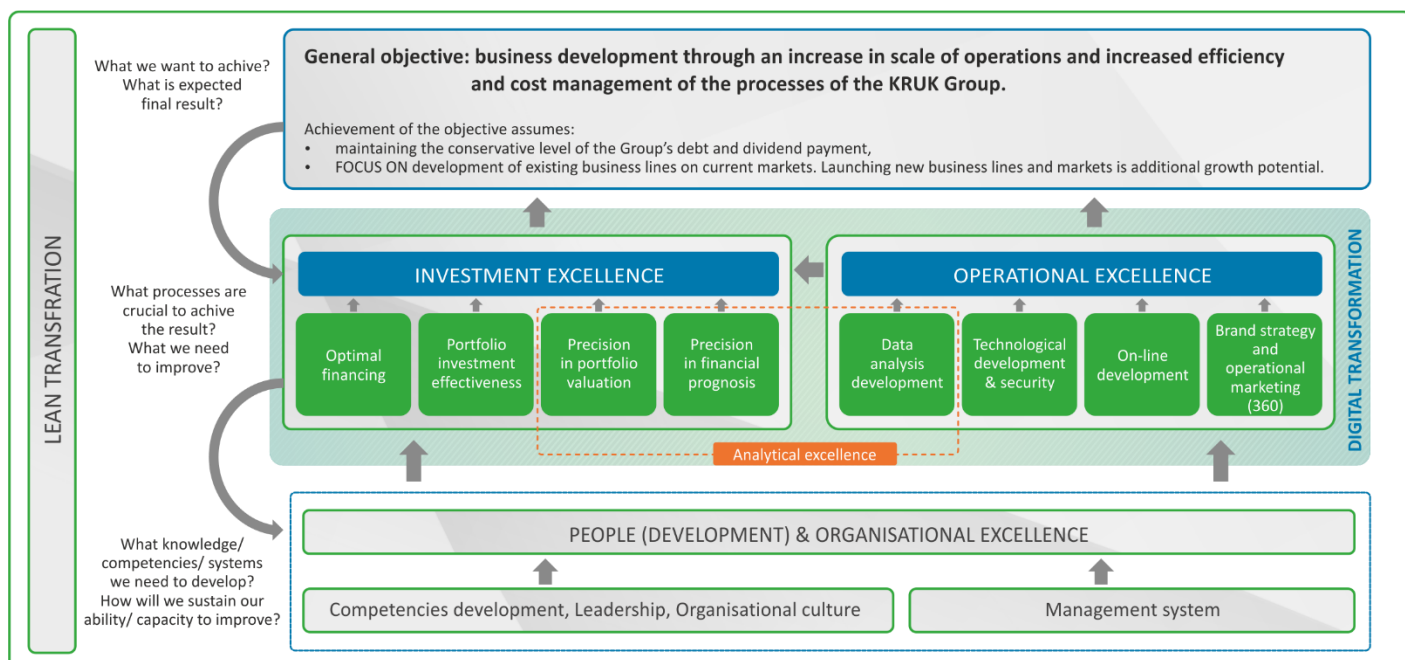 LEAN TRANSFRATION
What we want to achive?
What is expected
final result?
General objective: business development through an increase in scale of operations and increased efficiency
and cost management of the processes of the KRUK Group.
Achievement of the objective assumes:
• maintaining the conservative level of the Group's debt and dividend payment,
• FOCUS ON development of existing business lines on current markets. Launching new business lines and markets is additional growth potential.
What processes are
crucial to achive
the result?
What we need
to improve?
INVESTMENT EXCELLENCE
Optimal
financing
Portfolio
investment
effectiveness
Precision
in portfolio
valuation
Precision
in financial
prognosis
OPERATIONAL EXCELLENCE
Data
analysis
development
Technological
development
& security
On-line
development
Brand strategy
and
operational
marketing
(360)
Analytical excellence
DIGITAL TRANSFORMATION
What knowledge/
competencies/ systems
we need to develop?
How will we sustain our
ability/ capacity to improve?
PEOPLE (DEVELOPMENT) & ORGANISATIONAL EXCELLENCE
Competencies development, Leadership, Organisational culture
Management system